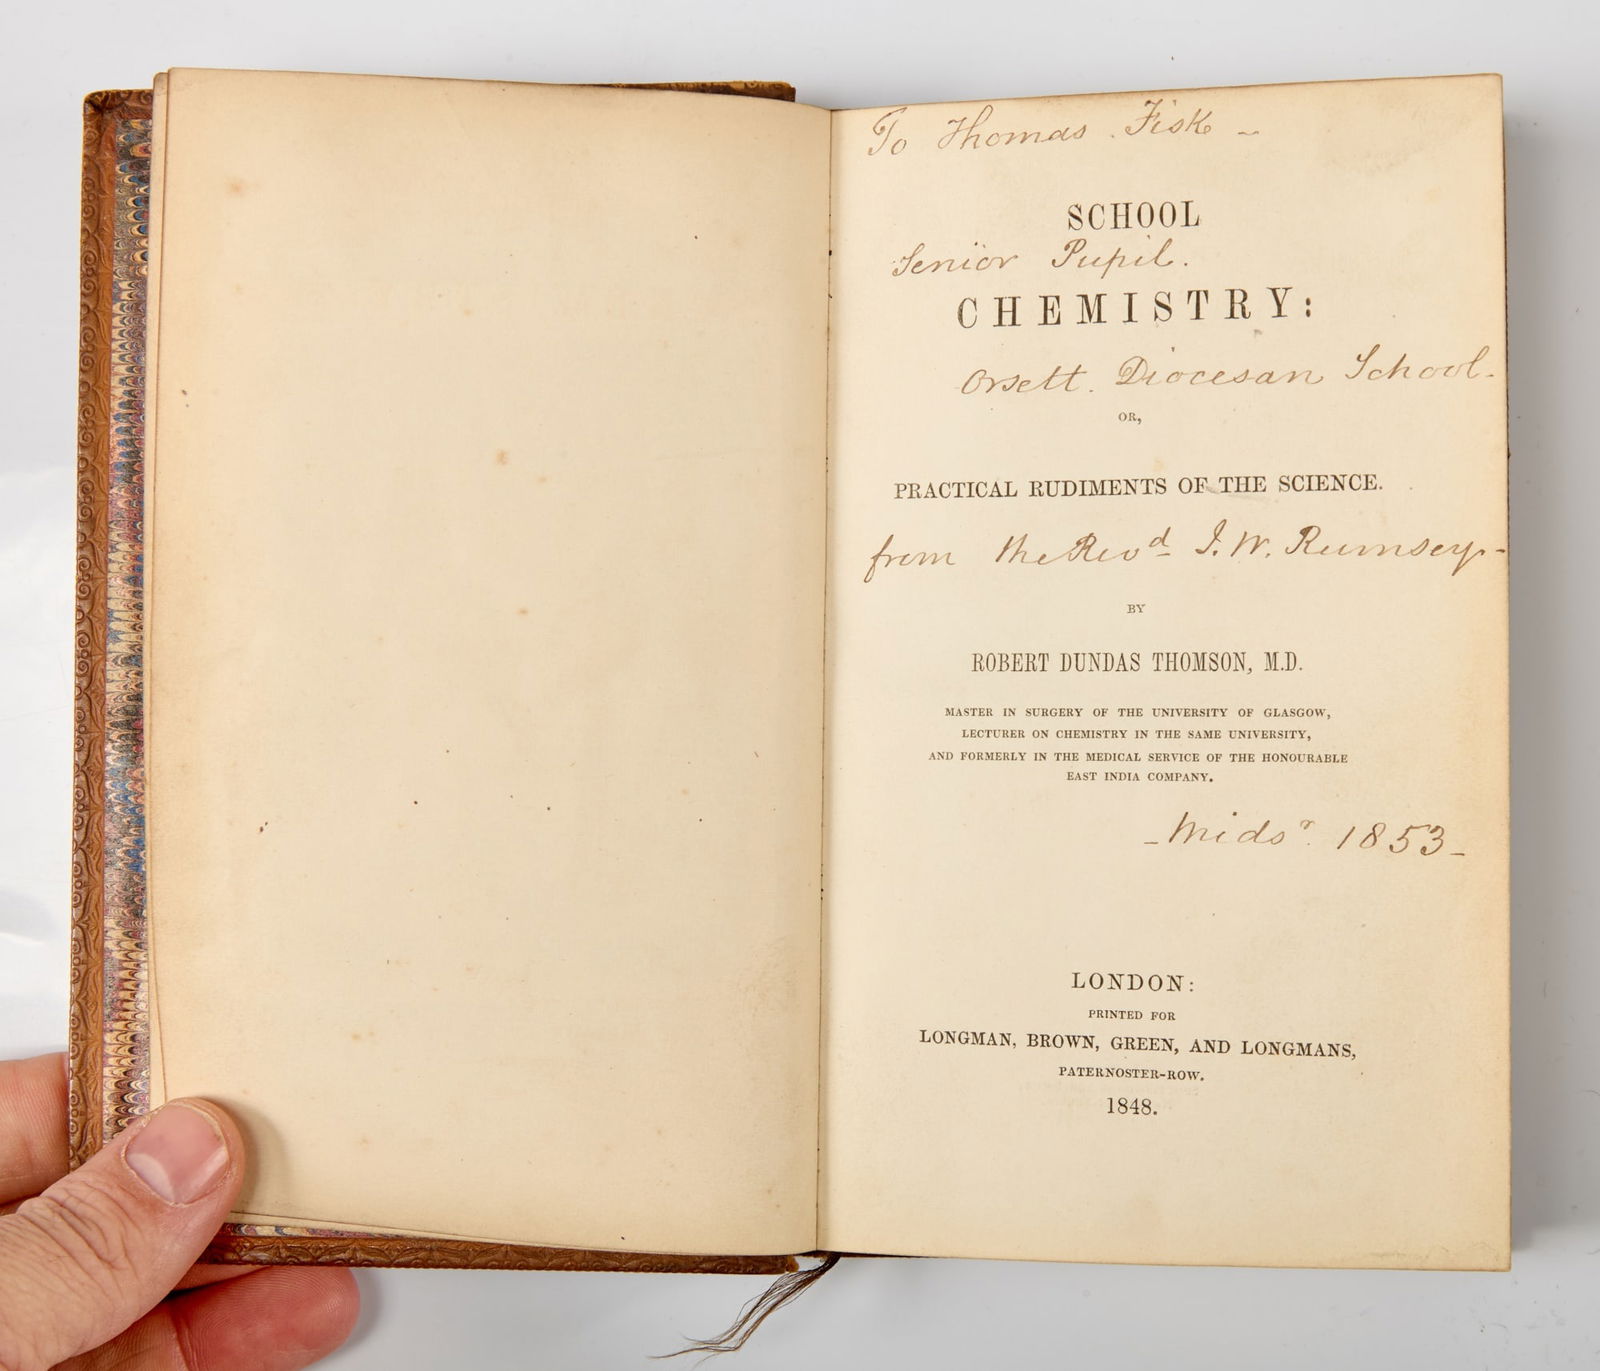 To Thomas Fisk -
SCHOOL
Senior Pupil.
CHEMISTRY:
Orsett. Diocesan School.
OR,
PRACTICAL RUDIMENTS OF THE SCIENCE.
from the Revd J. W. Rumsey -
BY
ROBERT DUNDAS THOMSON, M.D.
MASTER IN SURGERY OF THE UNIVERSITY OF GLASGOW,
LECTURER ON CHEMISTRY IN THE SAME UNIVERSITY,
AND FORMERLY IN THE MEDICAL SERVICE OF THE HONOURABLE
EAST INDIA COMPANY.
- Midsr. 1853 -
LONDON:
PRINTED FOR
LONGMAN, BROWN, GREEN, AND LONGMANS,
PATERNOSTER-ROW.
1848.